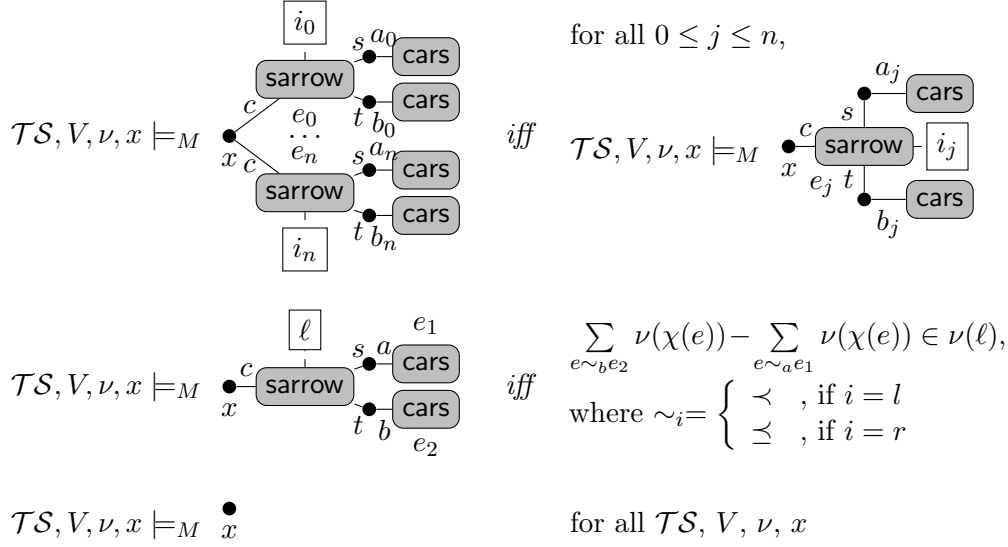 i_0
s a_0 cars
sarrow
c t b_0 cars
e_0
𝒯𝒮, V, ν, x ⊨_M x ... iff
e_n
c s a_n cars
sarrow
t b_n cars
i_n
for all 0 ≤ j ≤ n,
a_j cars
s
𝒯𝒮, V, ν, x ⊨_M x c sarrow i_j
e_j t
b_j cars
ℓ e_1
s a cars
𝒯𝒮, V, ν, x ⊨_M x c sarrow iff
t b cars
e_2
∑_{e∼_b e_2} ν(χ(e)) − ∑_{e∼_a e_1} ν(χ(e)) ∈ ν(ℓ),
where ∼_i = { ≺ , if i = l
⪯ , if i = r
𝒯𝒮, V, ν, x ⊨_M x for all 𝒯𝒮, V, ν, x